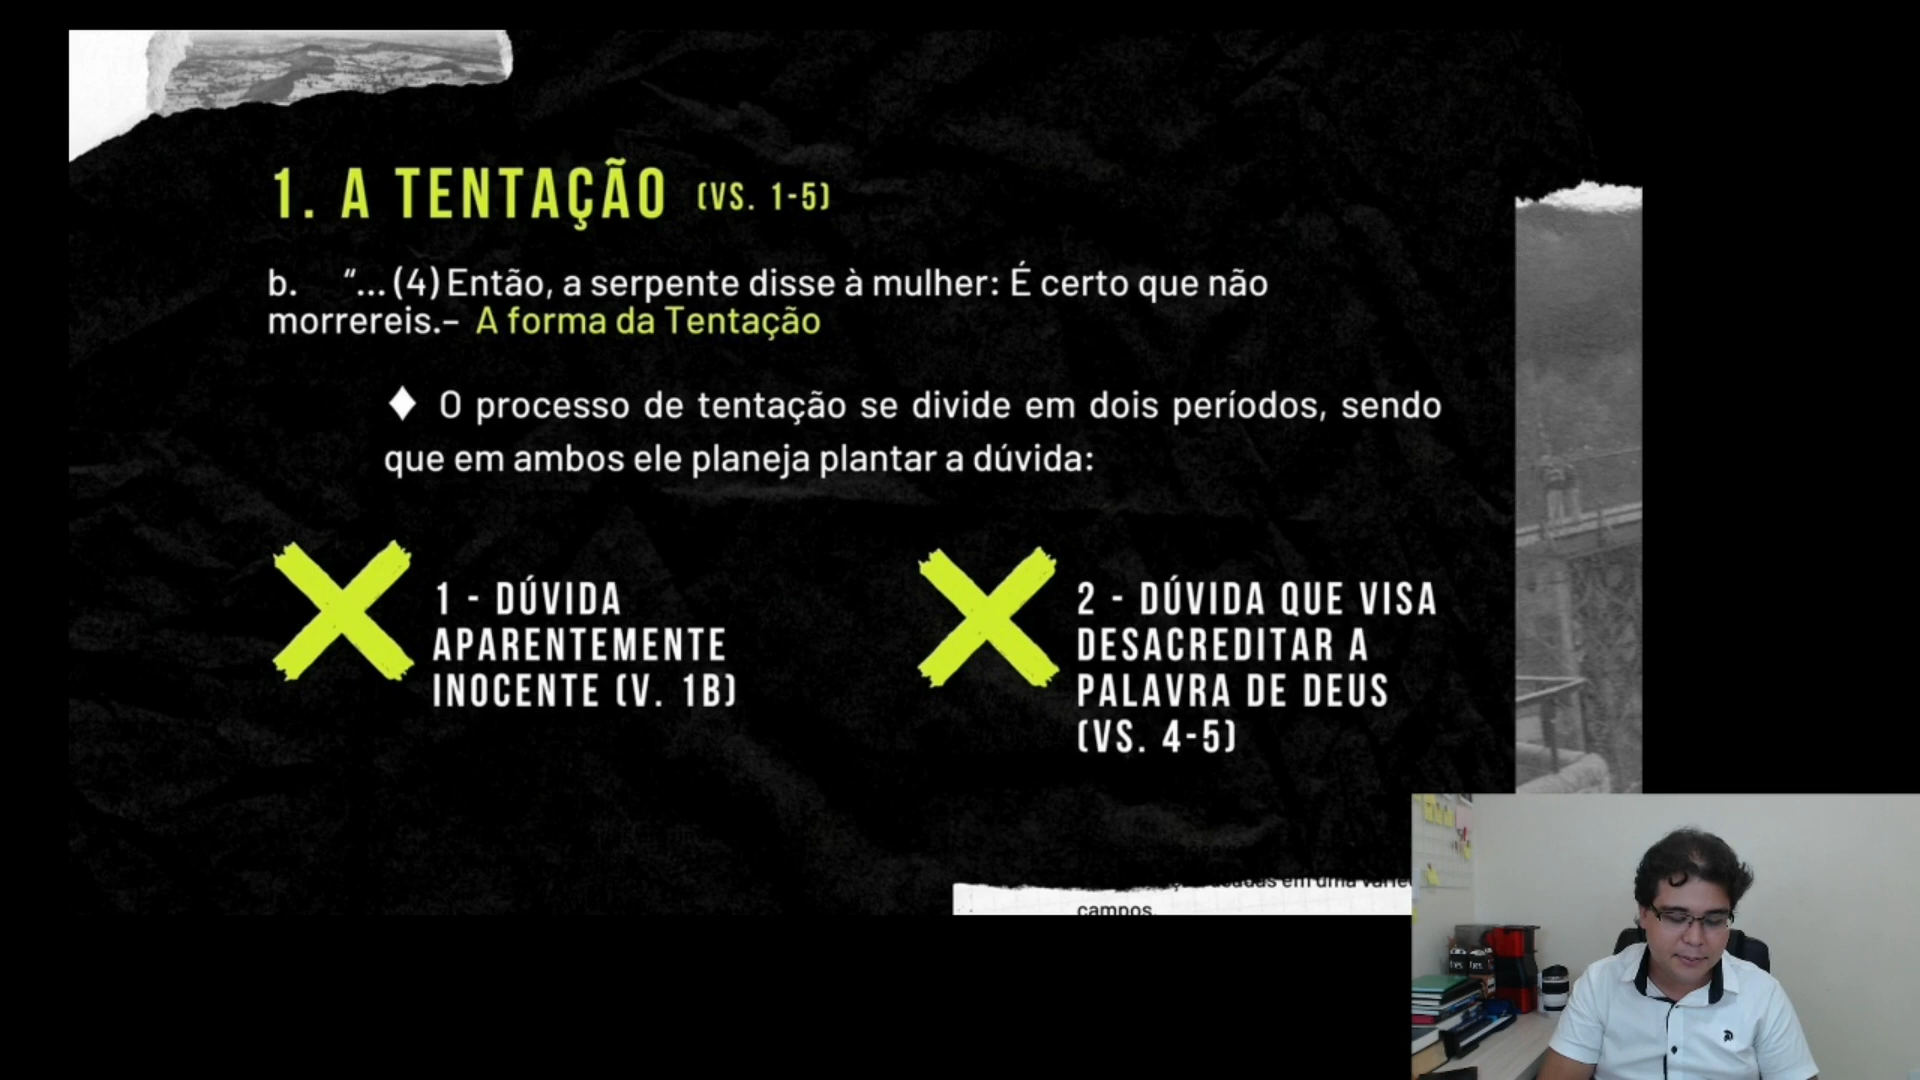 1. A TENTAÇÃO (VS. 1-5)
b. “... (4) Então, a serpente disse à mulher: É certo que não
morrereis.– A forma da Tentação
♦ O processo de tentação se divide em dois períodos, sendo
que em ambos ele planeja plantar a dúvida:
1 - DÚVIDA
APARENTEMENTE
INOCENTE (V. 1B)
2 - DÚVIDA QUE VISA
DESACREDITAR A
PALAVRA DE DEUS
(VS. 4-5)
em uma
campos.